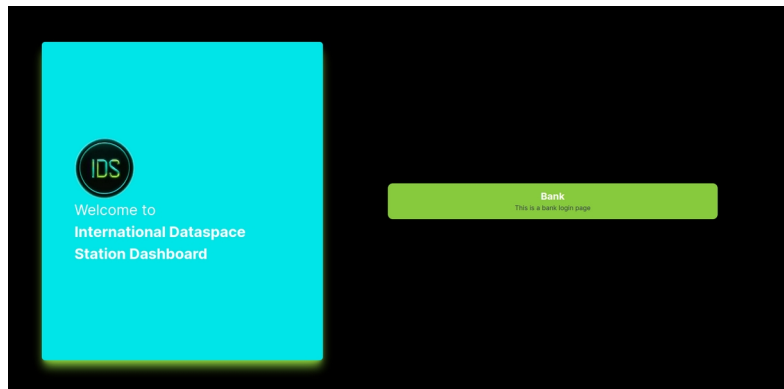 IDS
Welcome to
International Dataspace
Station Dashboard
Bank
This is a bank login page